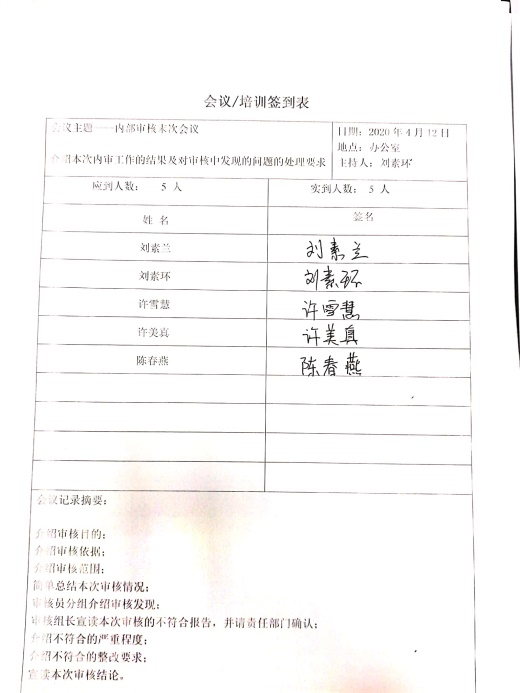 会议/培训签到表
会议主题——内部审核末次会议
介绍本次内审工作的结果及对审核中发现的问题的处理要求
日期：2020 年 4 月 12 日
地点：办公室
主持人：刘素环
应到人数： 5 人 实到人数：5 人
姓 名 签名
刘素兰 刘素兰
刘素环 刘素环
许雪慧 许雪慧
许美真 许美真
陈春燕 陈春燕
会议记录摘要：
介绍审核目的；
介绍审核依据；
介绍审核范围；
简单总结本次审核情况；
审核员分组介绍审核发现；
审核组长宣读本次审核的不符合报告，并请责任部门确认；
介绍不符合的严重程度；
介绍不符合的整改要求；
宣读本次审核结论。